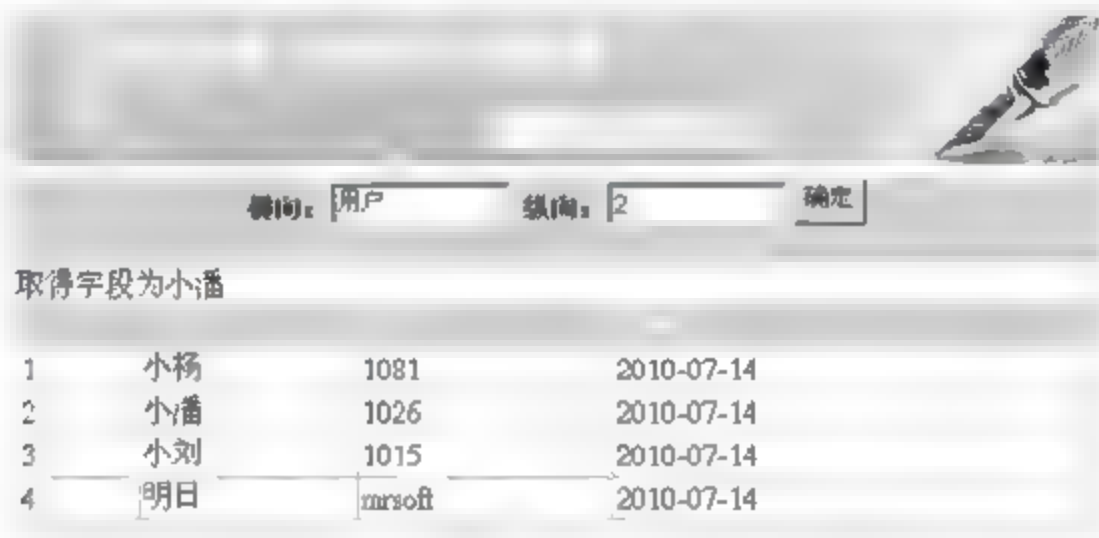 横向： 用户 纵向： 2 确定
取得字段为小潘
1 小杨 1081 2010-07-14
2 小潘 1026 2010-07-14
3 小刘 1015 2010-07-14
4 明日 mrsoft 2010-07-14